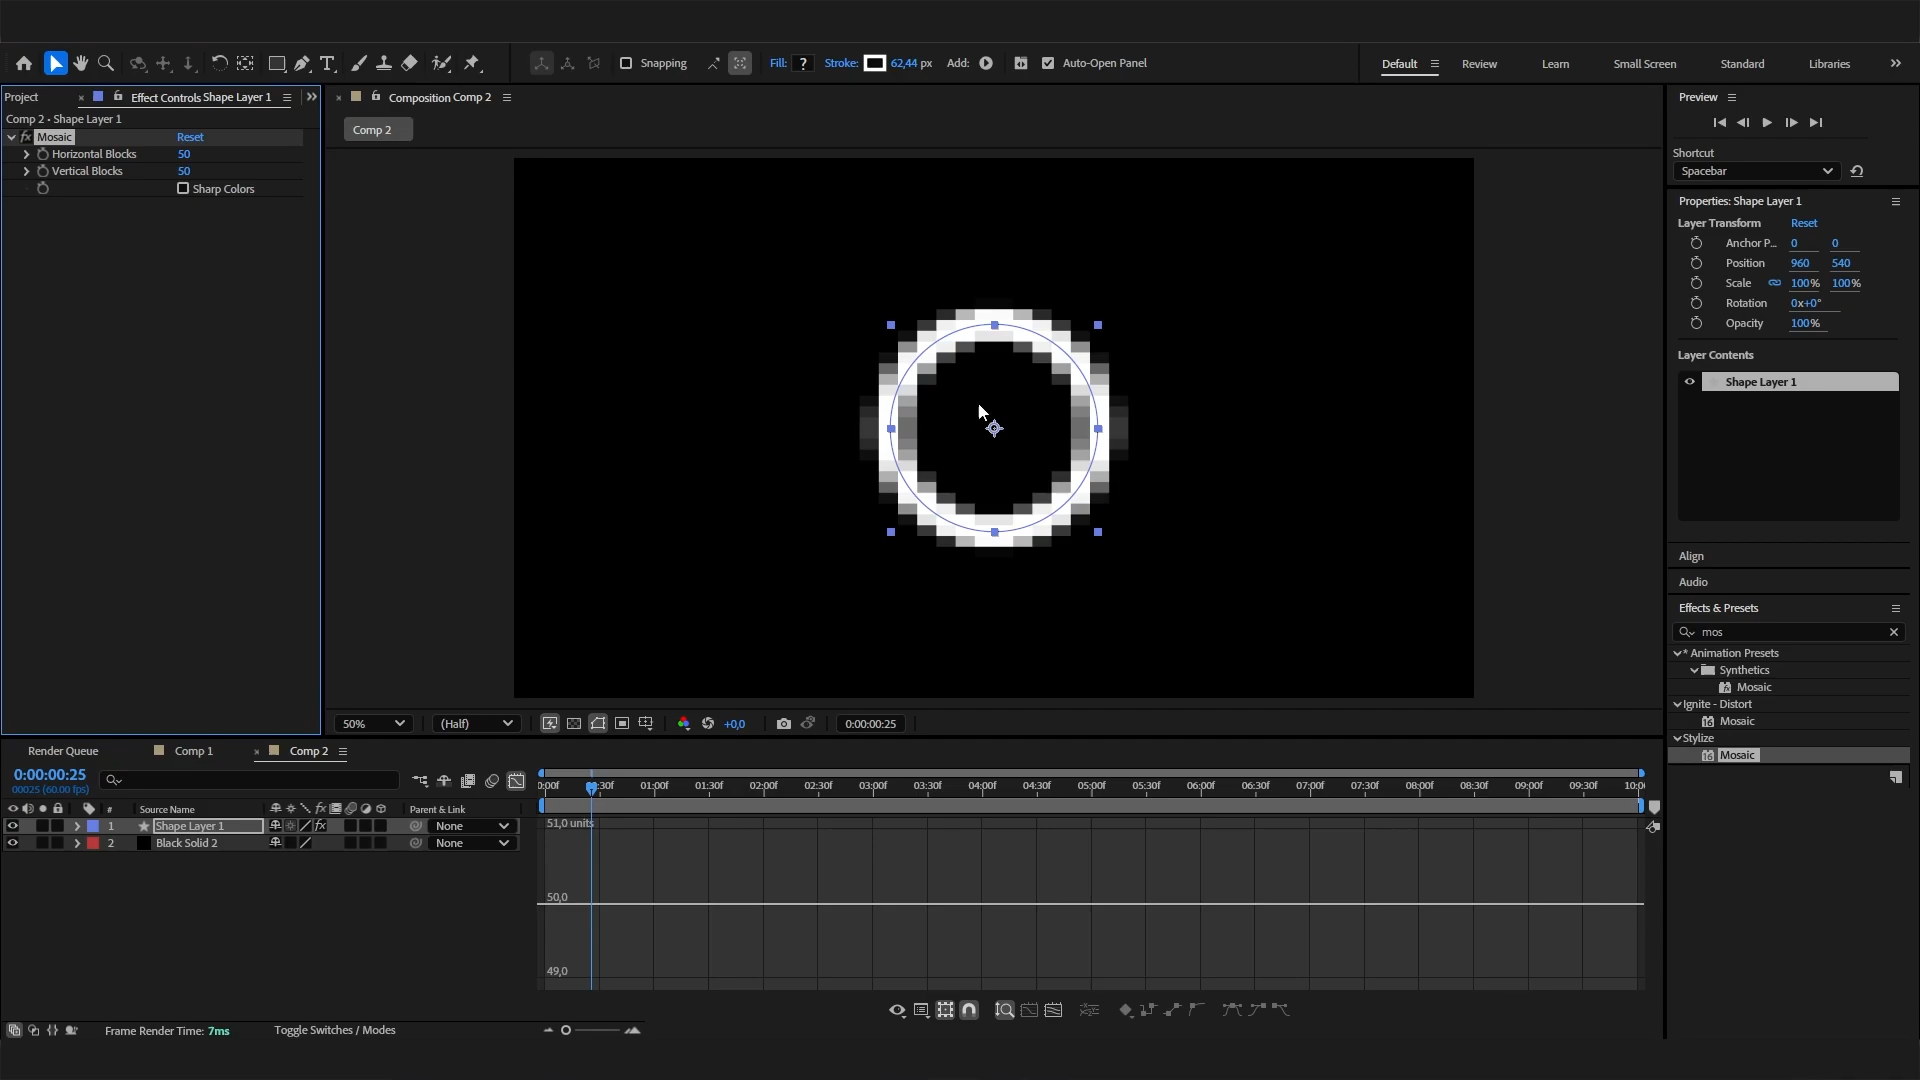 Snapping
Fill: ?
Stroke:
62,44 px
Add:
Auto-Open Panel
Default
Review
Learn
Small Screen
Standard
Libraries
Project
Effect Controls Shape Layer 1
Comp 2 • Shape Layer 1
fx Mosaic Reset
Horizontal Blocks 50
Vertical Blocks 50
Sharp Colors
Composition Comp 2
Comp 2
50%
(Half)
+0,0
0:00:00:25
Preview
Shortcut
Spacebar
Properties: Shape Layer 1
Layer Transform Reset
Anchor P... 0 0
Position 960 540
Scale 100% 100%
Rotation 0x+0°
Opacity 100%
Layer Contents
Shape Layer 1
Align
Audio
Effects & Presets
mos
* Animation Presets
Synthetics
Mosaic
Ignite - Distort
Mosaic
Stylize
Mosaic
Render Queue
Comp 1
Comp 2
0:00:00:25
00025 (60.00 fps)
# Source Name
fx
Parent & Link
1 Shape Layer 1 fx None
2 Black Solid 2 None
0:00f :30f 01:00f 01:30f 02:00f 02:30f 03:00f 03:30f 04:00f 04:30f 05:00f 05:30f 06:00f 06:30f 07:00f 07:30f 08:00f 08:30f 09:00f 09:30f 10:0
51,0 units
50,0
49,0
Frame Render Time: 7ms
Toggle Switches / Modes